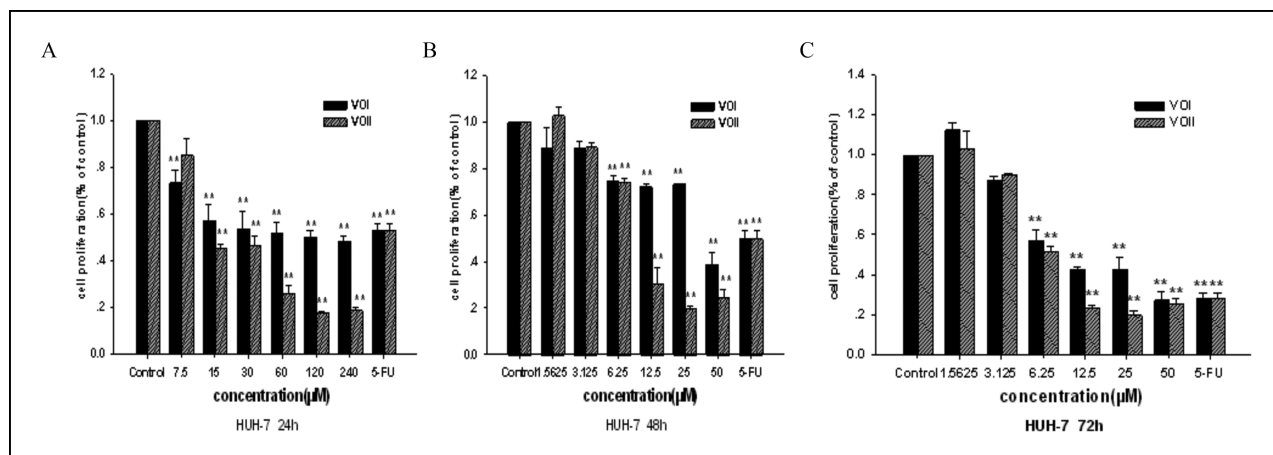 A
B
C
1.2
1.0
.8
.6
.4
.2
0.0
cell proliferation(% of control)
VOI
VOII
** ** ** ** ** ** ** ** ** ** ** ** **
Control 7.5 15 30 60 120 240 5-FU
concentration(μM)
HUH-7 24h
1.2
1.0
.8
.6
.4
.2
0.0
cell proliferation(% of control)
VOI
VOII
** ** ** ** ** ** ** ** ** **
Control1.5625 3.125 6.25 12.5 25 50 5-FU
concentration(μM)
HUH-7 48h
1.4
1.2
1.0
.8
.6
.4
.2
0.0
cell proliferation(% of control)
VOI
VOII
** ** ** ** ** ** ** ** ****
Control 1.5625 3.125 6.25 12.5 25 50 5-FU
concentration(μM)
HUH-7 72h